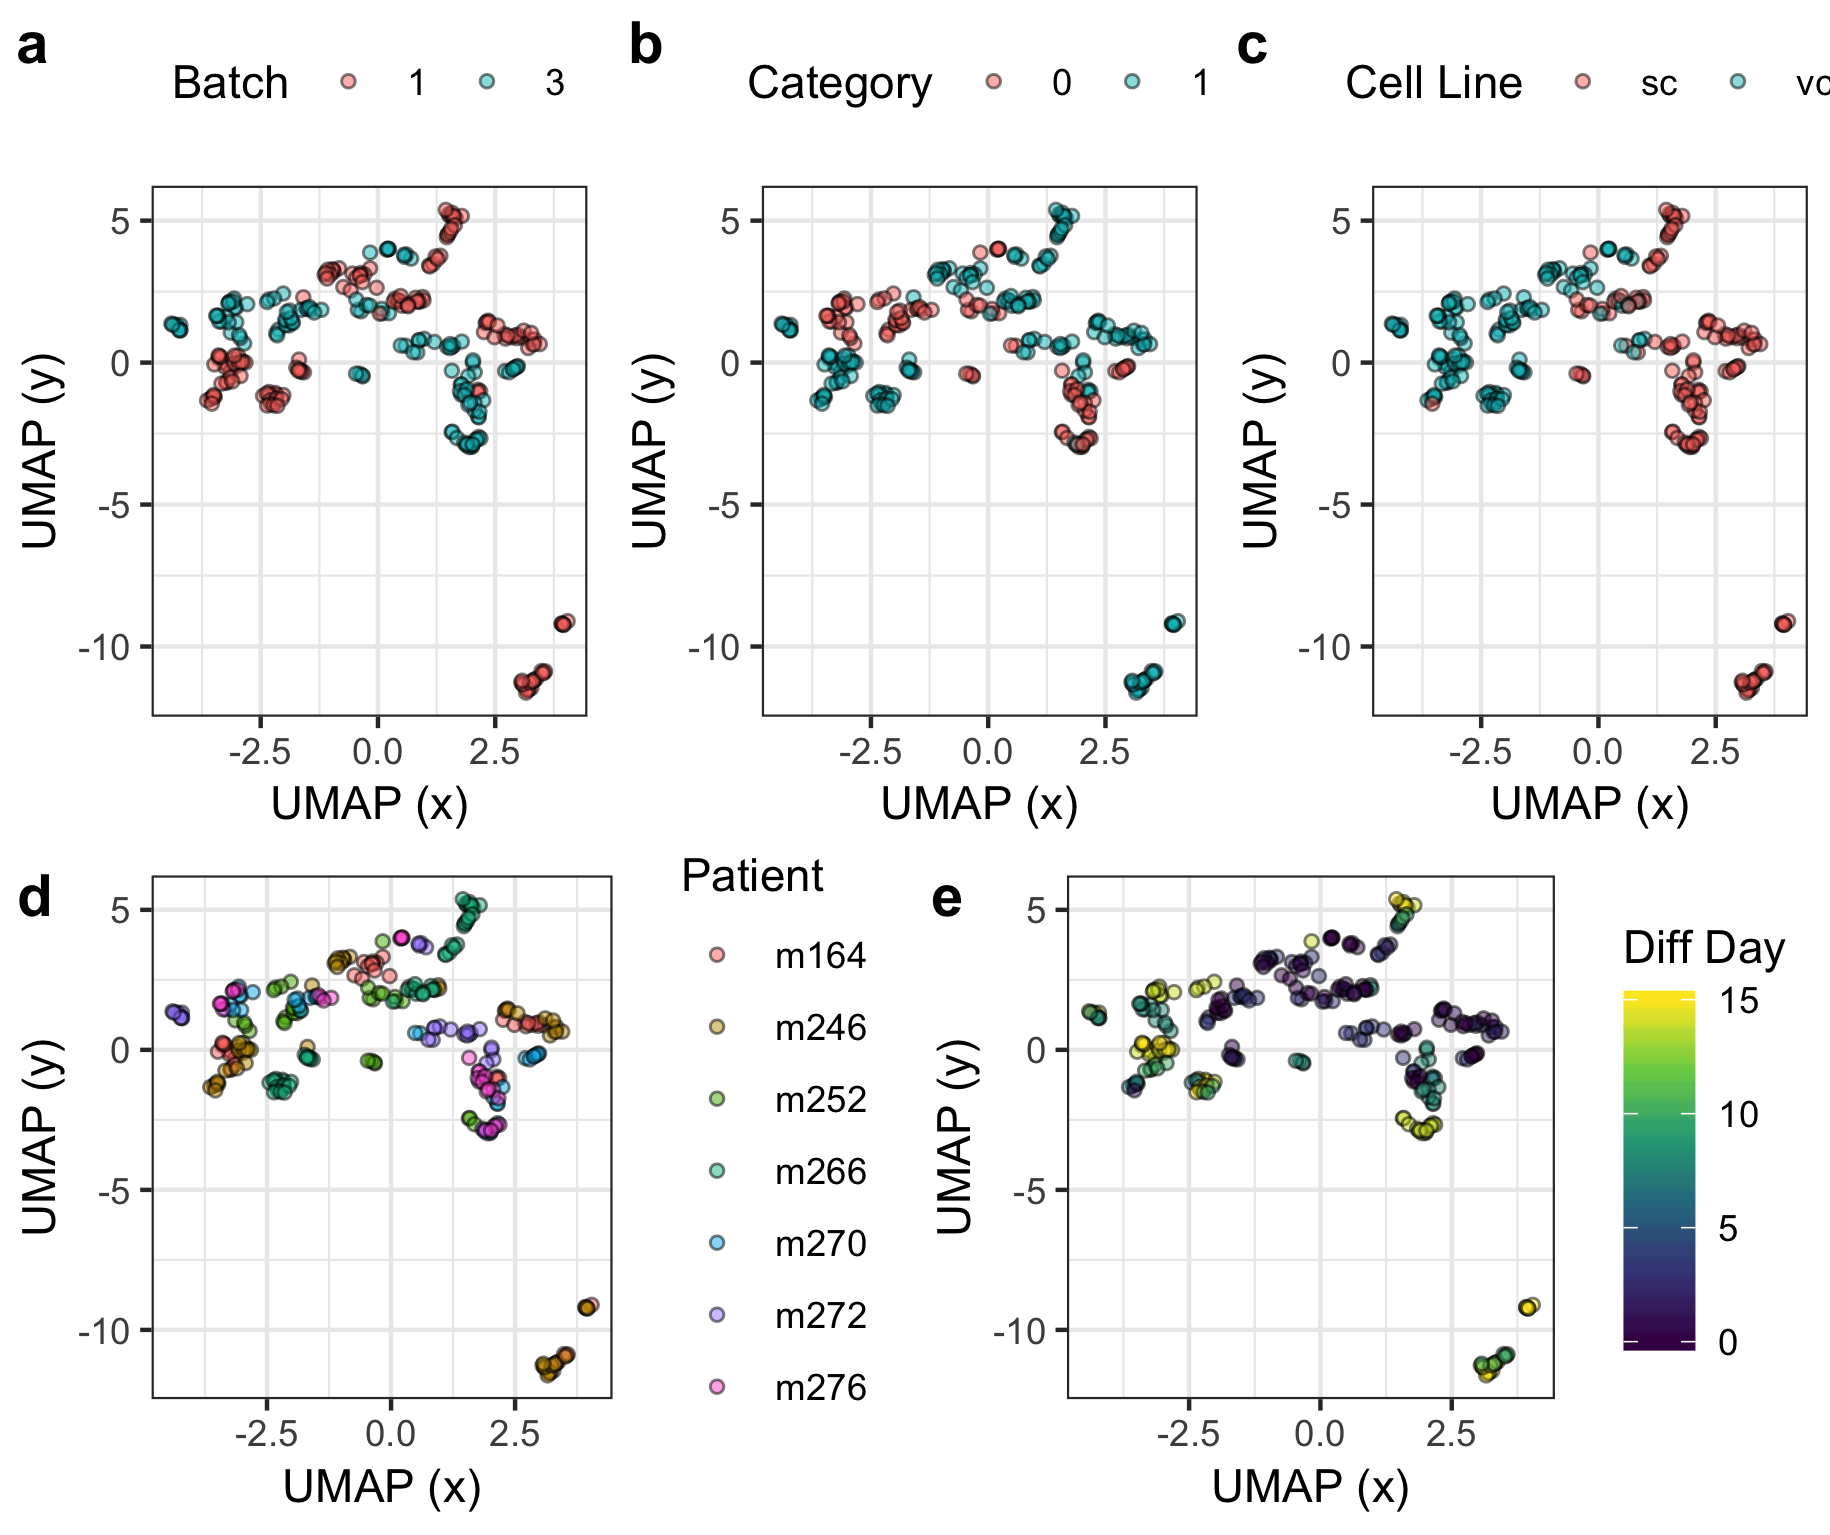 a
Batch 1 3
b
Category 0 1
c
Cell Line sc
5
0
-5
-10
-2.5 0.0 2.5
UMAP (x)
UMAP (y)
5
0
-5
-10
-2.5 0.0 2.5
UMAP (x)
UMAP (y)
5
0
-5
-10
-2.5 0.0 2.5
UMAP (x)
UMAP (y)
d
5
0
-5
-10
-2.5 0.0 2.5
UMAP (x)
UMAP (y)
Patient
m164
m246
m252
m266
m270
m272
m276
e
5
0
-5
-10
-2.5 0.0 2.5
UMAP (x)
UMAP (y)
Diff Day
15
10
5
0